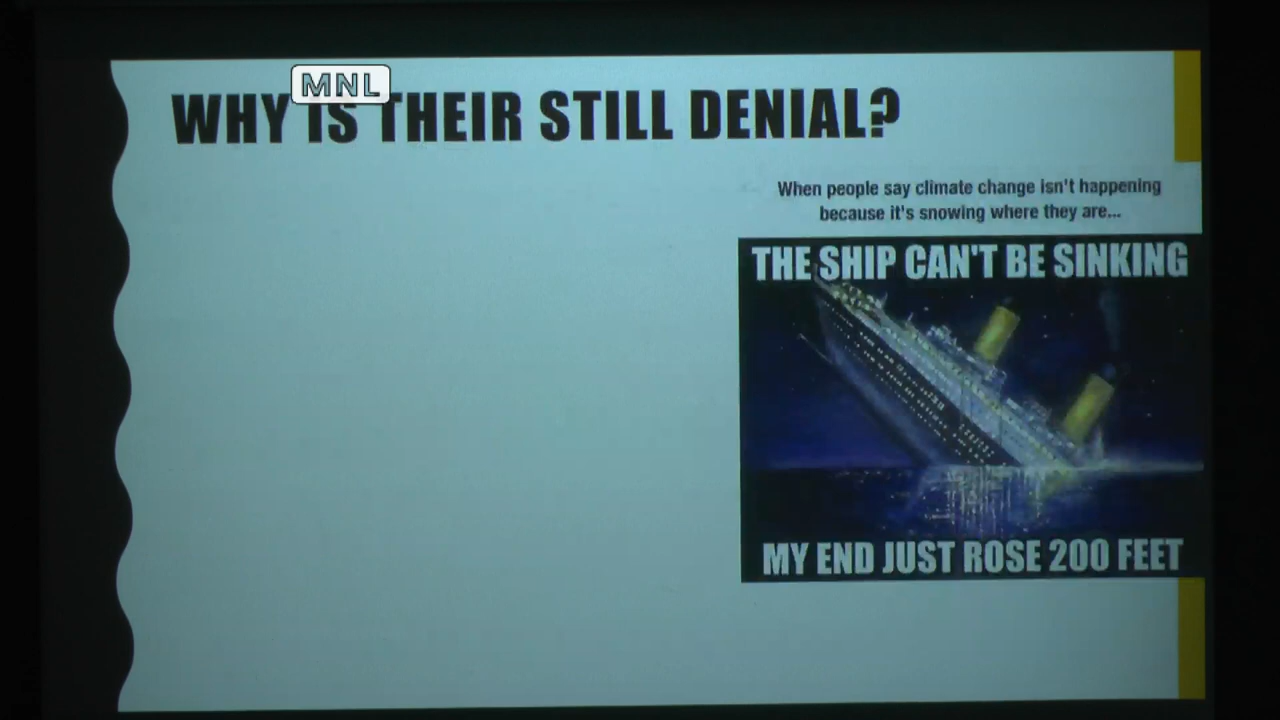 MNL
WHY IS THEIR STILL DENIAL?
When people say climate change isn't happening
because it's snowing where they are...
THE SHIP CAN'T BE SINKING
MY END JUST ROSE 200 FEET